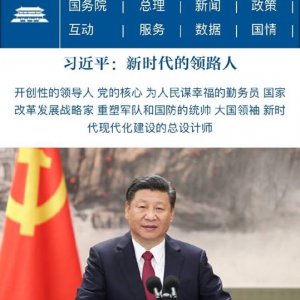 国务院 | 总理 | 新闻 | 政策 |
互动 | 服务 | 数据 | 国情 |
习近平：新时代的领路人
开创性的领导人 党的核心 为人民谋幸福的勤务员 国家
改革发展战略家 重塑军队和国防的统帅 大国领袖 新时
代现代化建设的总设计师